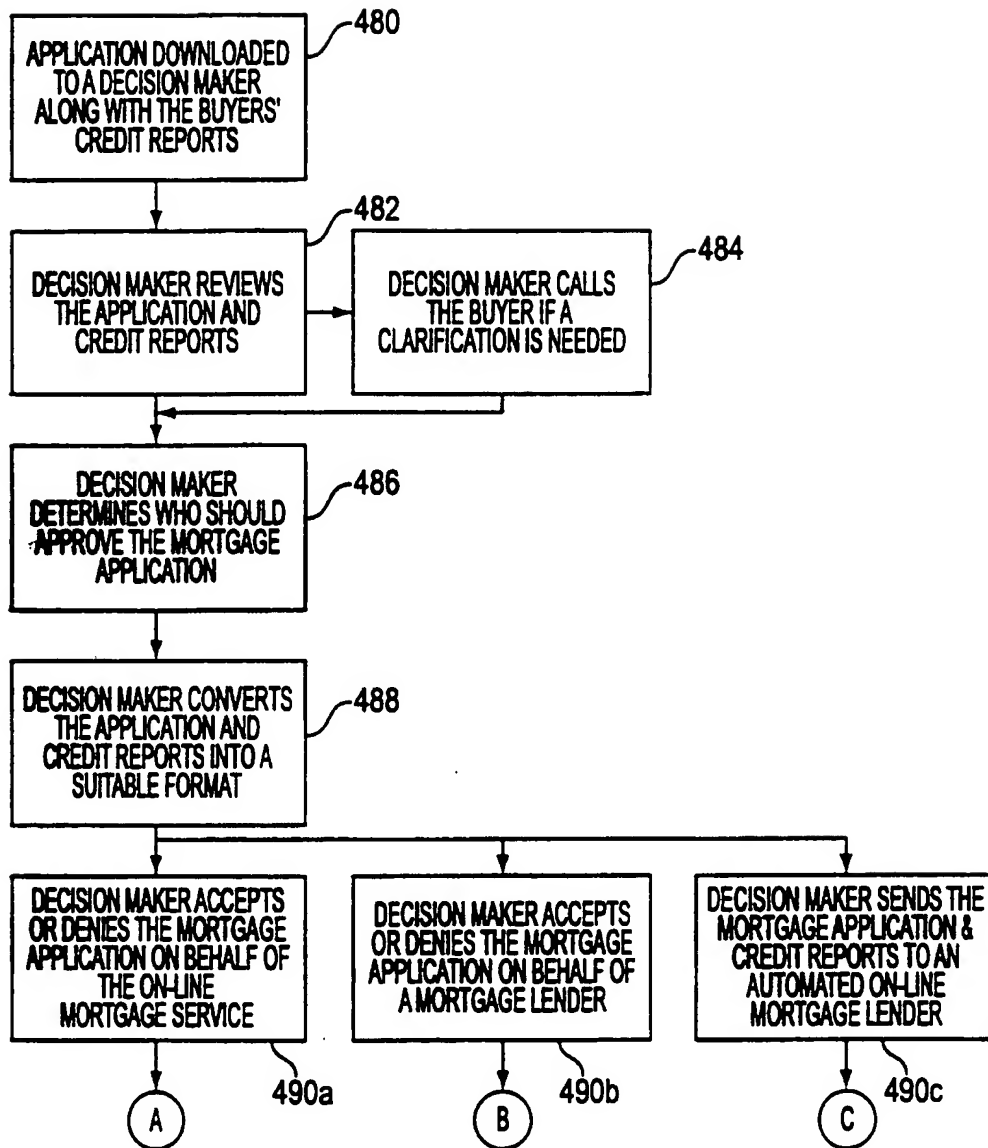 480
APPLICATION DOWNLOADED
TO A DECISION MAKER
ALONG WITH THE BUYERS'
CREDIT REPORTS
482
DECISION MAKER REVIEWS
THE APPLICATION AND
CREDIT REPORTS
484
DECISION MAKER CALLS
THE BUYER IF A
CLARIFICATION IS NEEDED
486
DECISION MAKER
DETERMINES WHO SHOULD
APPROVE THE MORTGAGE
APPLICATION
488
DECISION MAKER CONVERTS
THE APPLICATION AND
CREDIT REPORTS INTO A
SUITABLE FORMAT
DECISION MAKER ACCEPTS
OR DENIES THE MORTGAGE
APPLICATION ON BEHALF OF
THE ON-LINE
MORTGAGE SERVICE
490a
DECISION MAKER ACCEPTS
OR DENIES THE MORTGAGE
APPLICATION ON BEHALF OF
A MORTGAGE LENDER
490b
DECISION MAKER SENDS THE
MORTGAGE APPLICATION &
CREDIT REPORTS TO AN
AUTOMATED ON-LINE
MORTGAGE LENDER
490c
A
B
C